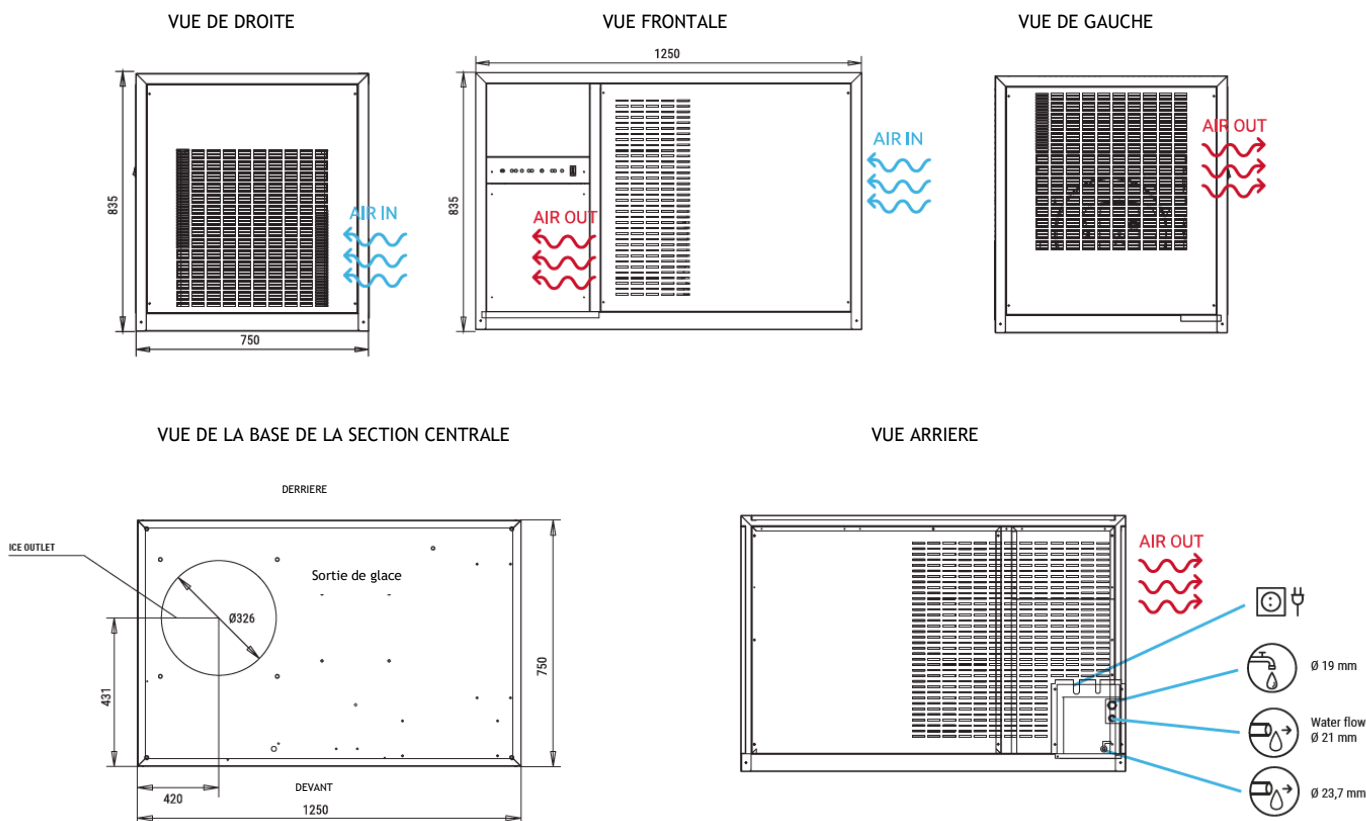 VUE DE DROITE
VUE FRONTALE
VUE DE GAUCHE
1250
835
AIR IN
750
835
AIR IN
AIR OUT
AIR OUT
VUE DE LA BASE DE LA SECTION CENTRALE
VUE ARRIERE
DERRIERE
ICE OUTLET
Sortie de glace
Ø326
431
750
420
DEVANT
1250
AIR OUT
Ø 19 mm
Water flow
Ø 21 mm
Ø 23,7 mm